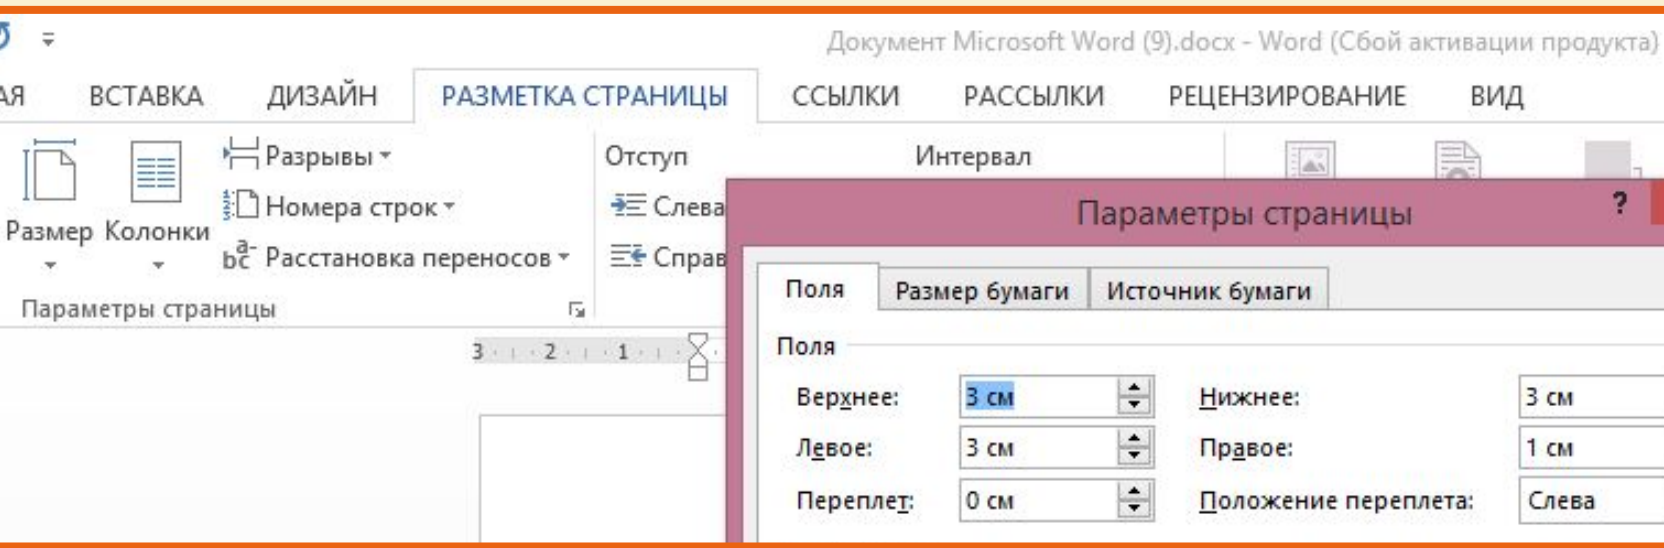 Документ Microsoft Word (9).docx - Word (Сбой активации продукта)
АЯ ВСТАВКА ДИЗАЙН РАЗМЕТКА СТРАНИЦЫ ССЫЛКИ РАССЫЛКИ РЕЦЕНЗИРОВАНИЕ ВИД
Разрывы Отступ Интервал
Номера строк Слева
Размер Колонки
Расстановка переносов Справ
Параметры страницы
3 2 1
Параметры страницы ?
Поля Размер бумаги Источник бумаги
Поля
Верхнее: 3 см Нижнее: 3 см
Левое: 3 см Правое: 1 см
Переплет: 0 см Положение переплета: Слева